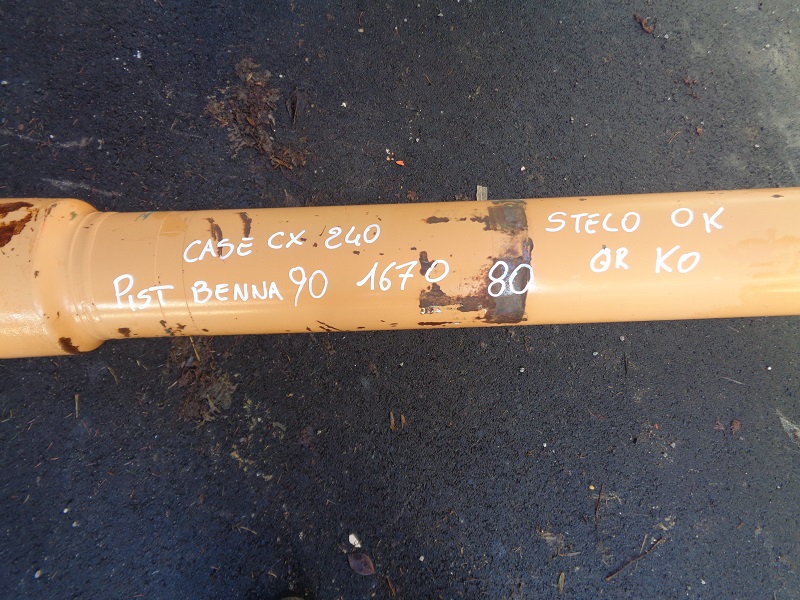 CASE CX 240
PIST BENNA 90 1670 80
STELO OK
GR KO